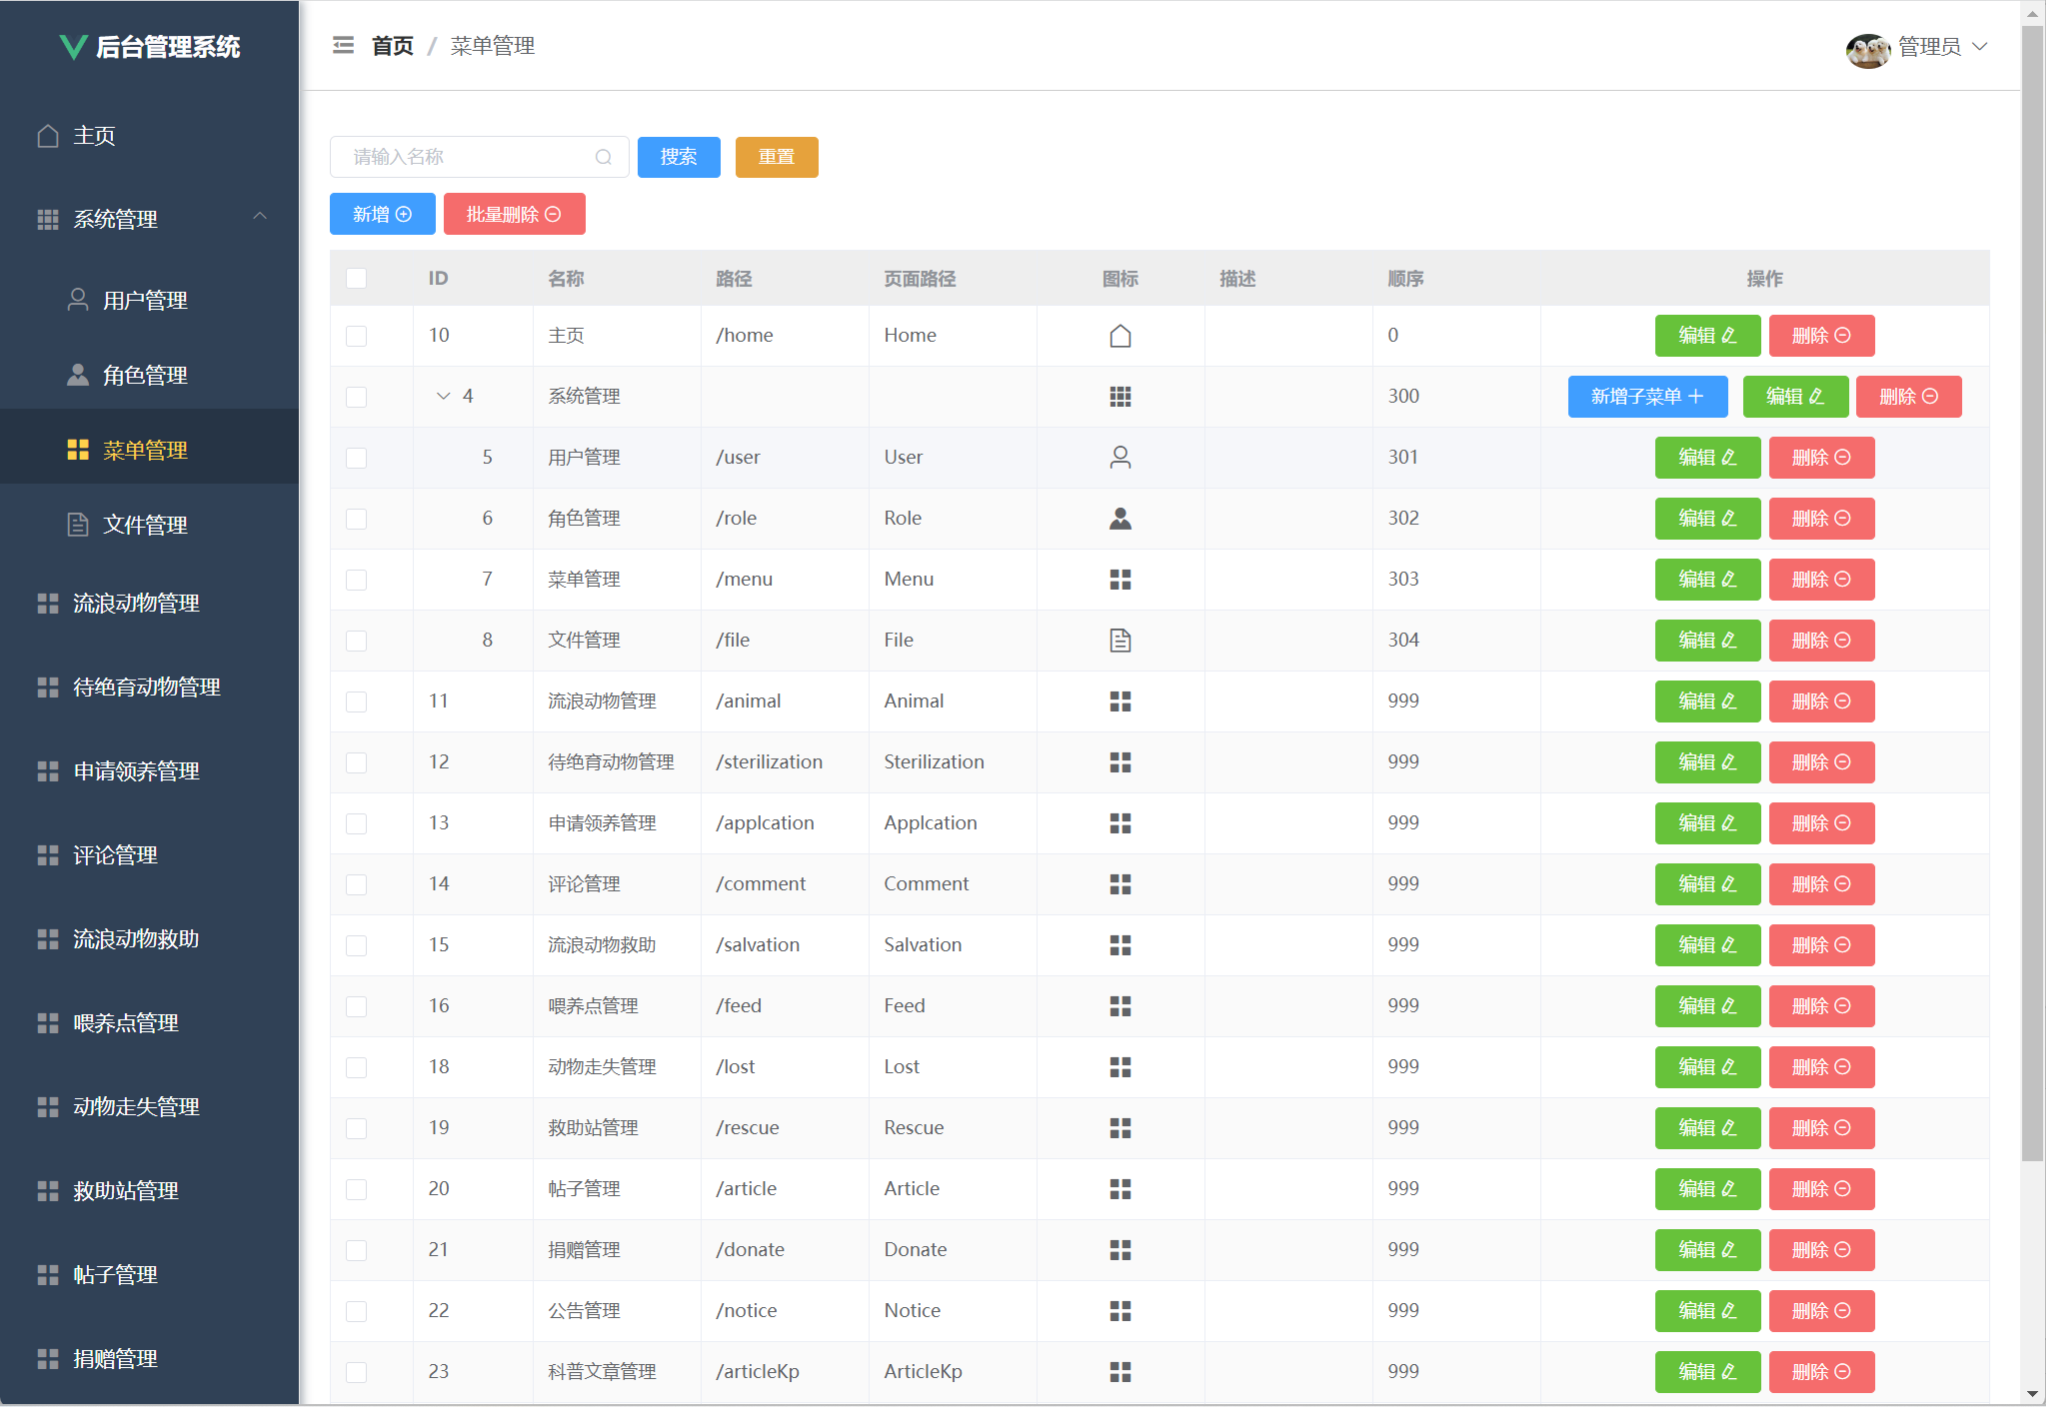 后台管理系统
主页
系统管理
用户管理
角色管理
菜单管理
文件管理
流浪动物管理
待绝育动物管理
申请领养管理
评论管理
流浪动物救助
喂养点管理
动物走失管理
救助站管理
帖子管理
捐赠管理
首页 / 菜单管理
管理员
请输入名称 搜索 重置
新增 批量删除
ID 名称 路径 页面路径 图标 描述 顺序 操作
10 主页 /home Home 0 编辑 删除
4 系统管理 300 新增子菜单 编辑 删除
5 用户管理 /user User 301 编辑 删除
6 角色管理 /role Role 302 编辑 删除
7 菜单管理 /menu Menu 303 编辑 删除
8 文件管理 /file File 304 编辑 删除
11 流浪动物管理 /animal Animal 999 编辑 删除
12 待绝育动物管理 /sterilization Sterilization 999 编辑 删除
13 申请领养管理 /applcation Applcation 999 编辑 删除
14 评论管理 /comment Comment 999 编辑 删除
15 流浪动物救助 /salvation Salvation 999 编辑 删除
16 喂养点管理 /feed Feed 999 编辑 删除
18 动物走失管理 /lost Lost 999 编辑 删除
19 救助站管理 /rescue Rescue 999 编辑 删除
20 帖子管理 /article Article 999 编辑 删除
21 捐赠管理 /donate Donate 999 编辑 删除
22 公告管理 /notice Notice 999 编辑 删除
23 科普文章管理 /articleKp ArticleKp 999 编辑 删除